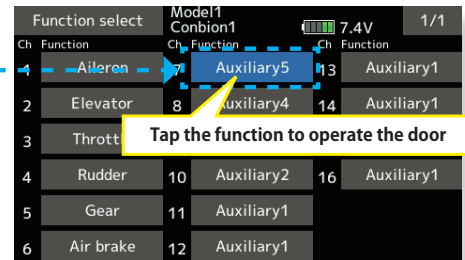 Function select Model1 Conbion1 7.4V 1/1
Ch Function Ch Function Ch Function
1 Aileron 7 Auxiliary5 13 Auxiliary1
2 Elevator 8 Auxiliary4 14 Auxiliary1
3 Thrott
Tap the function to operate the door
4 Rudder 10 Auxiliary2 16 Auxiliary1
5 Gear 11 Auxiliary1
6 Air brake 12 Auxiliary1